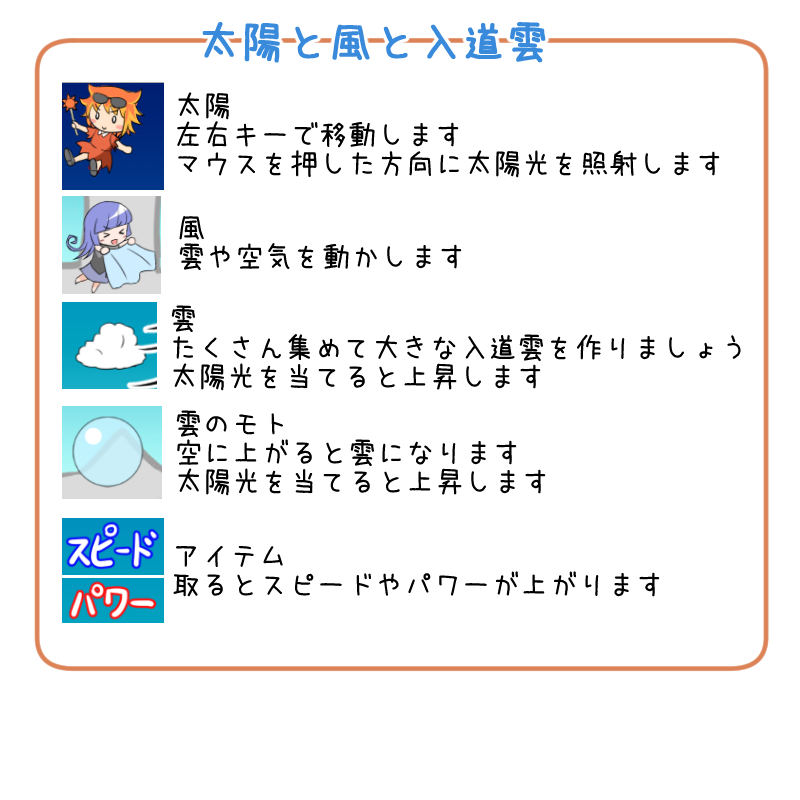 太陽と風と入道雲
太陽
左右キーで移動します
マウスを押した方向に太陽光を照射します
風
雲や空気を動かします
雲
たくさん集めて大きな入道雲を作りましょう
太陽光を当てると上昇します
雲のモト
空に上がると雲になります
太陽光を当てると上昇します
スピード
パワー
アイテム
取るとスピードやパワーが上がります